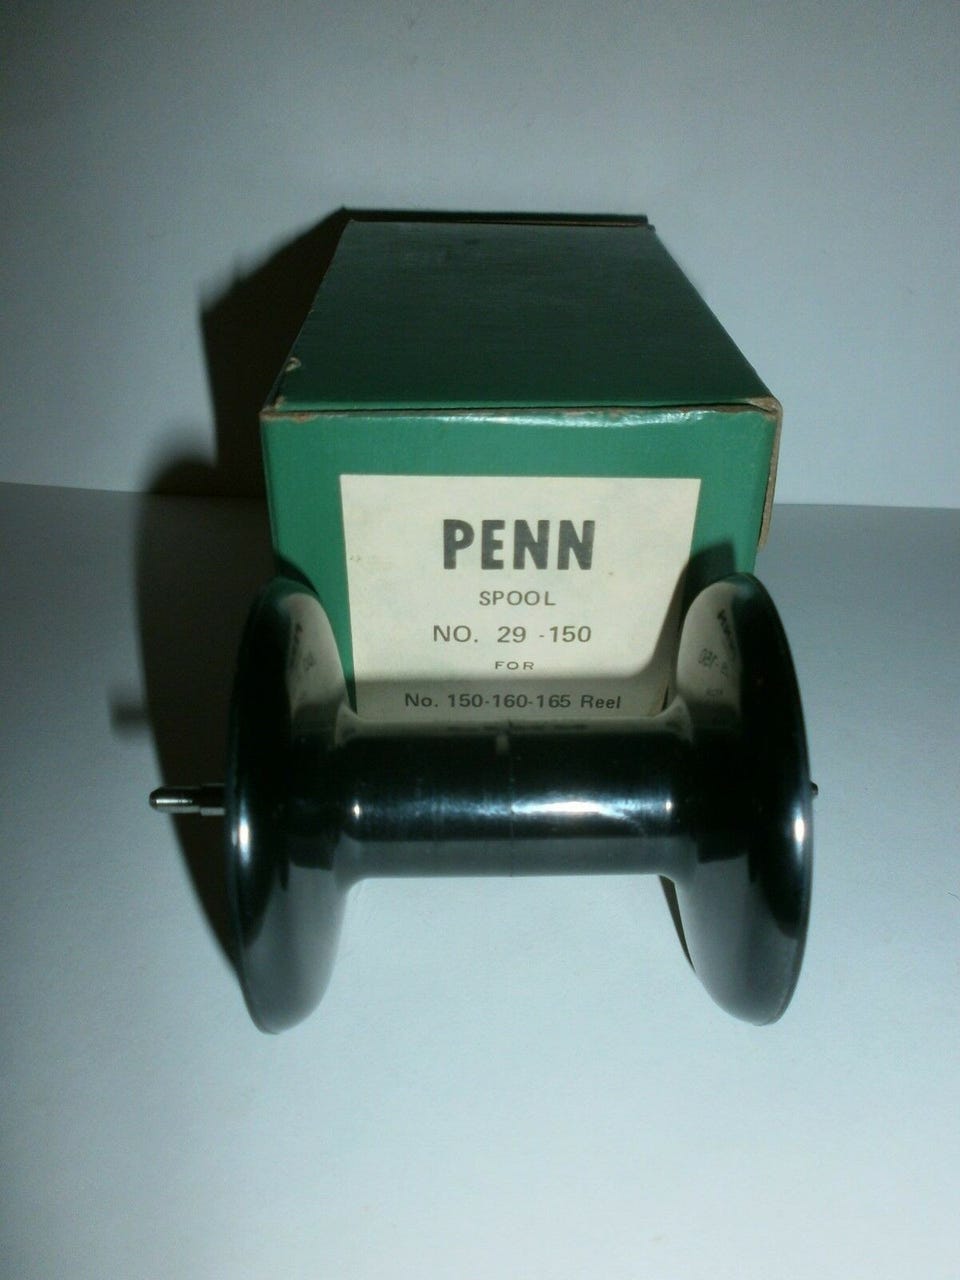 PENN
SPOOL
NO. 29 -150
FOR
No. 150-160-165 Reel